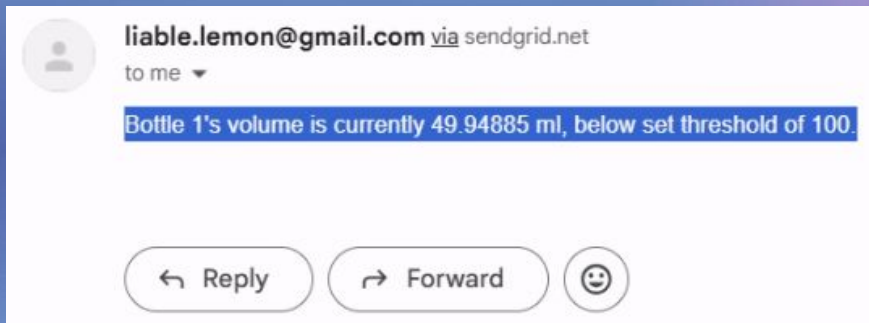 liable.lemon@gmail.com via sendgrid.net
to me
Bottle 1's volume is currently 49.94885 ml, below set threshold of 100.
Reply
Forward